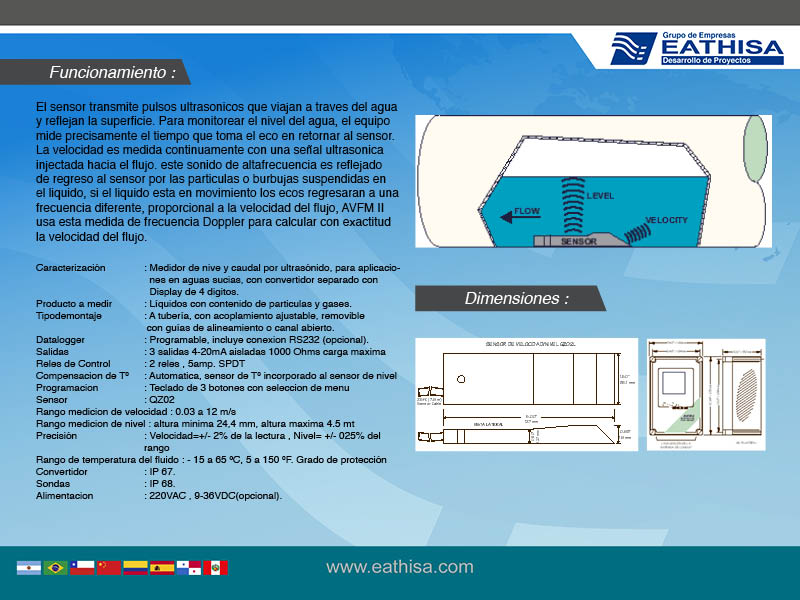 Grupo de Empresas
EATHISA
Desarrollo de Proyectos
Funcionamiento :
El sensor transmite pulsos ultrasonicos que viajan a traves del agua
y reflejan la superficie. Para monitorear el nivel del agua, el equipo
mide precisamente el tiempo que toma el eco en retornar al sensor.
La velocidad es medida continuamente con una señal ultrasonica
injectada hacia el flujo. este sonido de altafrecuencia es reflejado
de regreso al sensor por las particulas o burbujas suspendidas en
el liquido, si el liquido esta en movimiento los ecos regresaran a una
frecuencia diferente, proporcional a la velocidad del flujo, AVFM II
usa esta medida de frecuencia Doppler para calcular con exactitud
la velocidad del flujo.
Caracterización : Medidor de nive y caudal por ultrasónido, para aplicacio-
nes en aguas sucias, con convertidor separado con
Display de 4 digitos.
Producto a medir : Líquidos con contenido de particulas y gases.
Tipodemontaje : A tubería, con acoplamiento ajustable, removible
con guías de alineamiento o canal abierto.
Datalogger : Programable, incluye conexion RS232 (opcional).
Salidas : 3 salidas 4-20mA aisladas 1000 Ohms carga maxima
Reles de Control : 2 reles , 5amp. SPDT
Compensacion de Tº : Automatica, sensor de Tº incorporado al sensor de nivel
Programacion : Teclado de 3 botones con seleccion de menu
Sensor : QZ02
Rango medicion de velocidad : 0.03 a 12 m/s
Rango medicion de nivel : altura minima 24,4 mm, altura maxima 4.5 mt
Precisión : Velocidad=+/- 2% de la lectura , Nivel= +/- 025% del
rango
Rango de temperatura del fluido : - 15 a 65 ºC, 5 a 150 ºF. Grado de protección
Convertidor : IP 67.
Sondas : IP 68.
Alimentacion : 220VAC , 9-36VDC(opcional).
LEVEL
FLOW
VELOCITY
SENSOR
Dimensiones :
VISTA LATERAL
www.eathisa.com